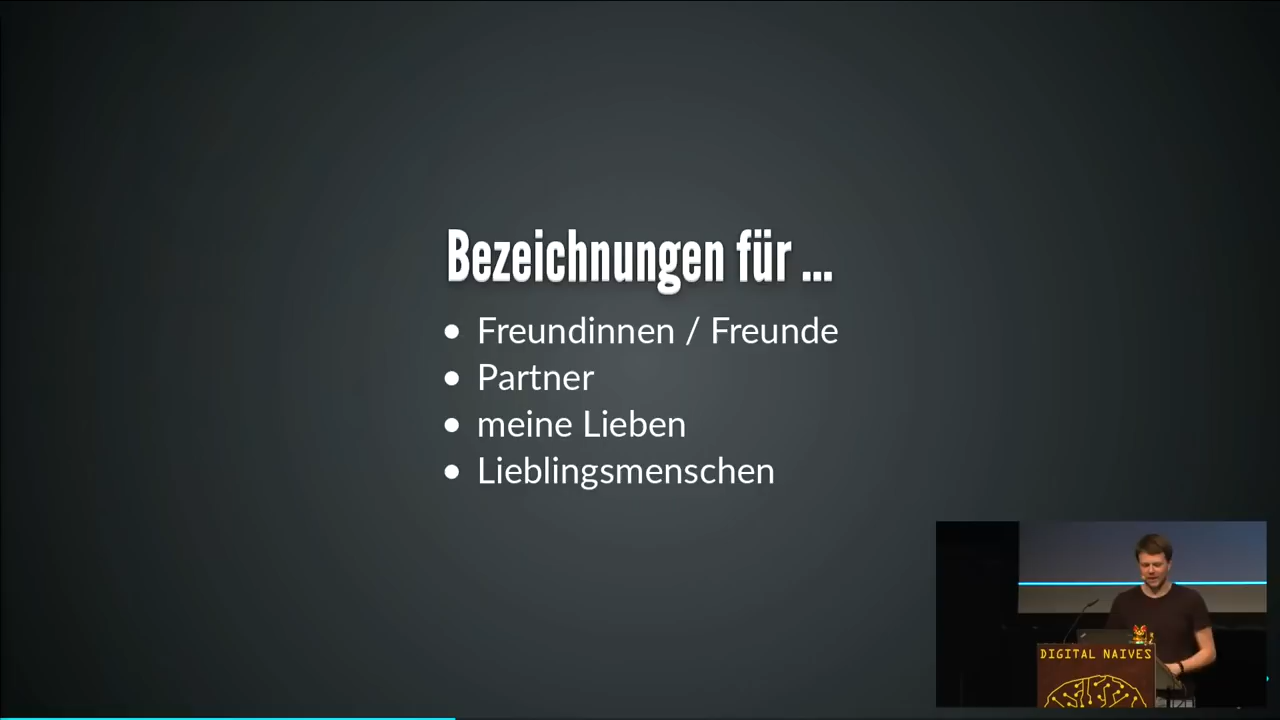 Bezeichnungen für ...
Freundinnen / Freunde
Partner
meine Lieben
Lieblingsmenschen
DIGITAL NAIVES